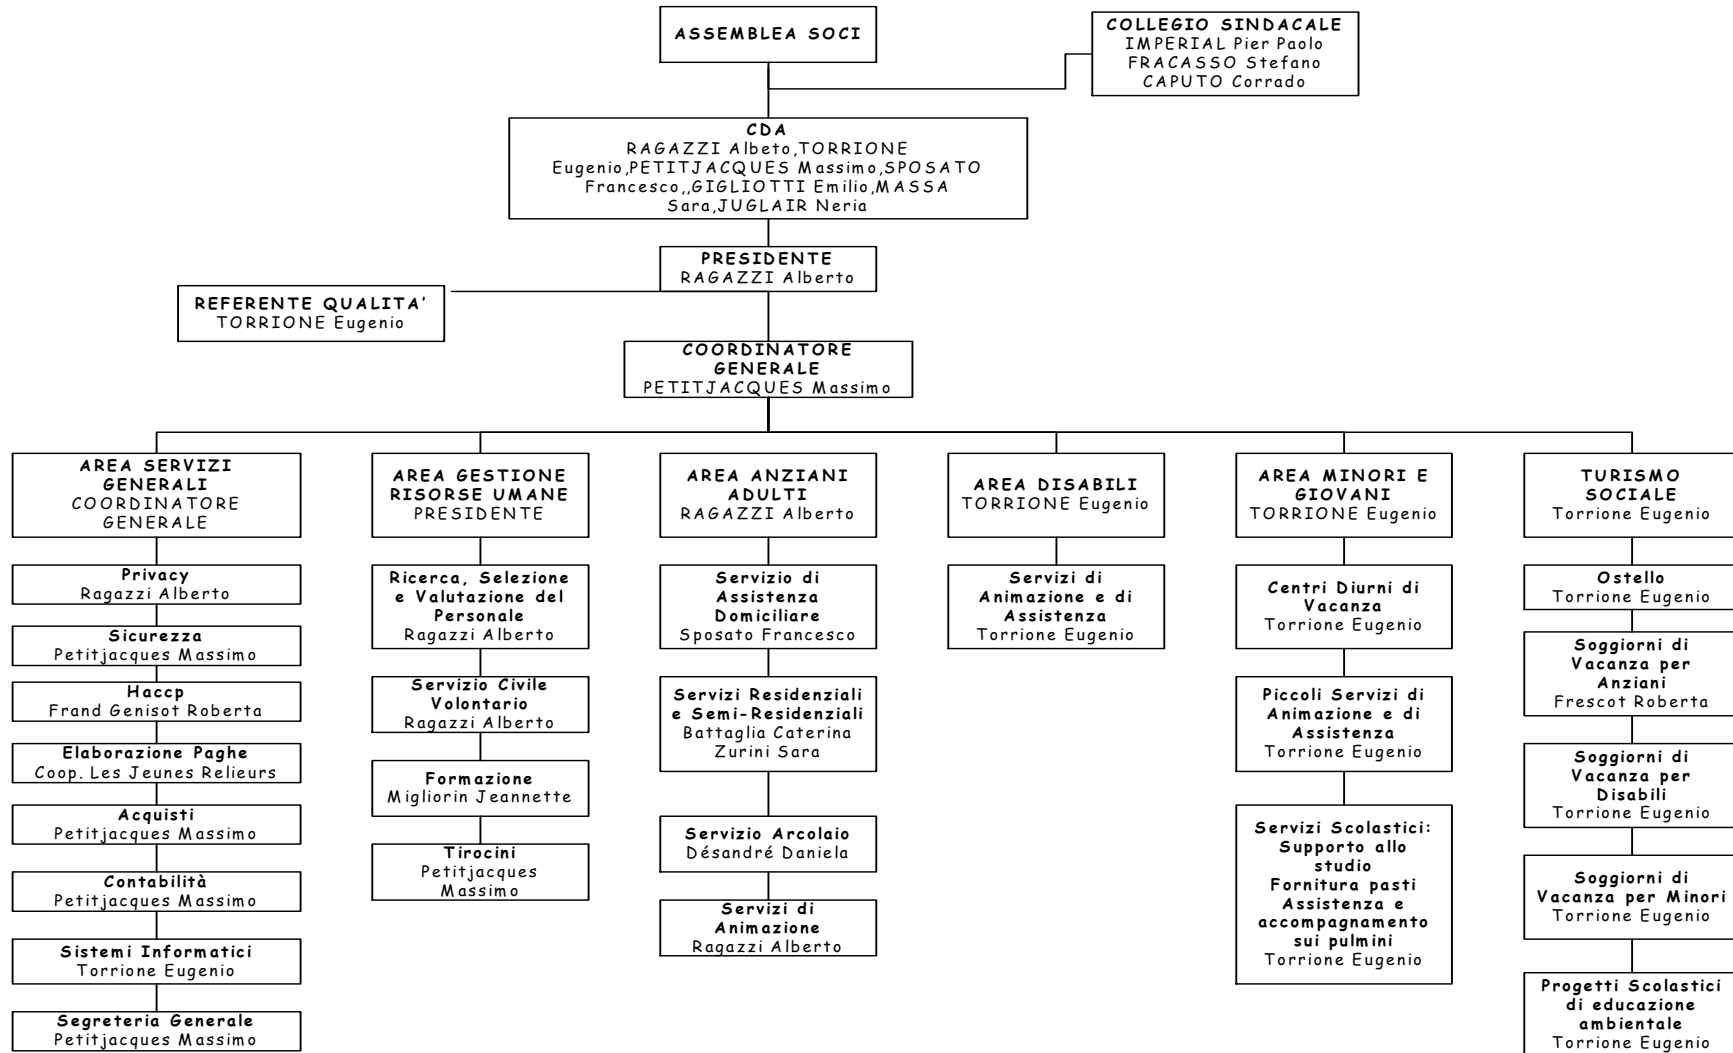 ASSEMBLEA SOCI
COLLEGIO SINDACALE
IMPERIAL Pier Paolo
FRACASSO Stefano
CAPUTO Corrado
CDA
RAGAZZI Albeto,TORRIONE
Eugenio,PETITJACQUES Massimo,SPOSATO
Francesco,,GIGLIOTTI Emilio,MASSA
Sara,JUGLAIR Neria
PRESIDENTE
RAGAZZI Alberto
REFERENTE QUALITA'
TORRIONE Eugenio
COORDINATORE
GENERALE
PETITJACQUES Massimo
AREA SERVIZI
GENERALI
COORDINATORE
GENERALE
Privacy
Ragazzi Alberto
Sicurezza
Petitjacques Massimo
Haccp
Frand Genisot Roberta
Elaborazione Paghe
Coop. Les Jeunes Relieurs
Acquisti
Petitjacques Massimo
Contabilità
Petitjacques Massimo
Sistemi Informatici
Torrione Eugenio
Segreteria Generale
Petitjacques Massimo
AREA GESTIONE
RISORSE UMANE
PRESIDENTE
Ricerca, Selezione
e Valutazione del
Personale
Ragazzi Alberto
Servizio Civile
Volontario
Ragazzi Alberto
Formazione
Migliorin Jeannette
Tirocini
Petitjacques
Massimo
AREA ANZIANI
ADULTI
RAGAZZI Alberto
Servizio di
Assistenza
Domiciliare
Sposato Francesco
Servizi Residenziali
e Semi-Residenziali
Battaglia Caterina
Zurini Sara
Servizio Arcolaio
Désandré Daniela
Servizi di
Animazione
Ragazzi Alberto
AREA DISABILI
TORRIONE Eugenio
Servizi di
Animazione e di
Assistenza
Torrione Eugenio
AREA MINORI E
GIOVANI
TORRIONE Eugenio
Centri Diurni di
Vacanza
Torrione Eugenio
Piccoli Servizi di
Animazione e di
Assistenza
Torrione Eugenio
Servizi Scolastici:
Supporto allo
studio
Fornitura pasti
Assistenza e
accompagnamento
sui pulmini
Torrione Eugenio
TURISMO
SOCIALE
Torrione Eugenio
Ostello
Torrione Eugenio
Soggiorni di
Vacanza per
Anziani
Frescot Roberta
Soggiorni di
Vacanza per
Disabili
Torrione Eugenio
Soggiorni di
Vacanza per Minori
Torrione Eugenio
Progetti Scolastici
di educazione
ambientale
Torrione Eugenio